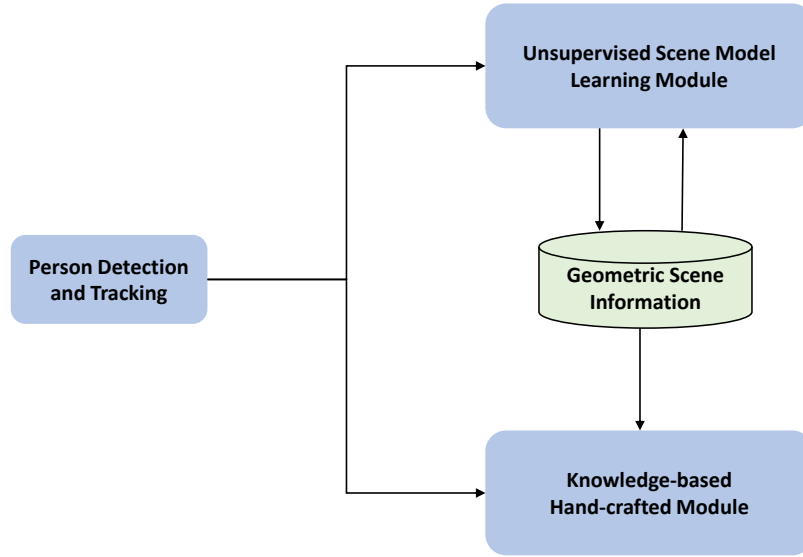 Unsupervised Scene Model
Learning Module
Person Detection
and Tracking
Geometric Scene
Information
Knowledge-based
Hand-crafted Module